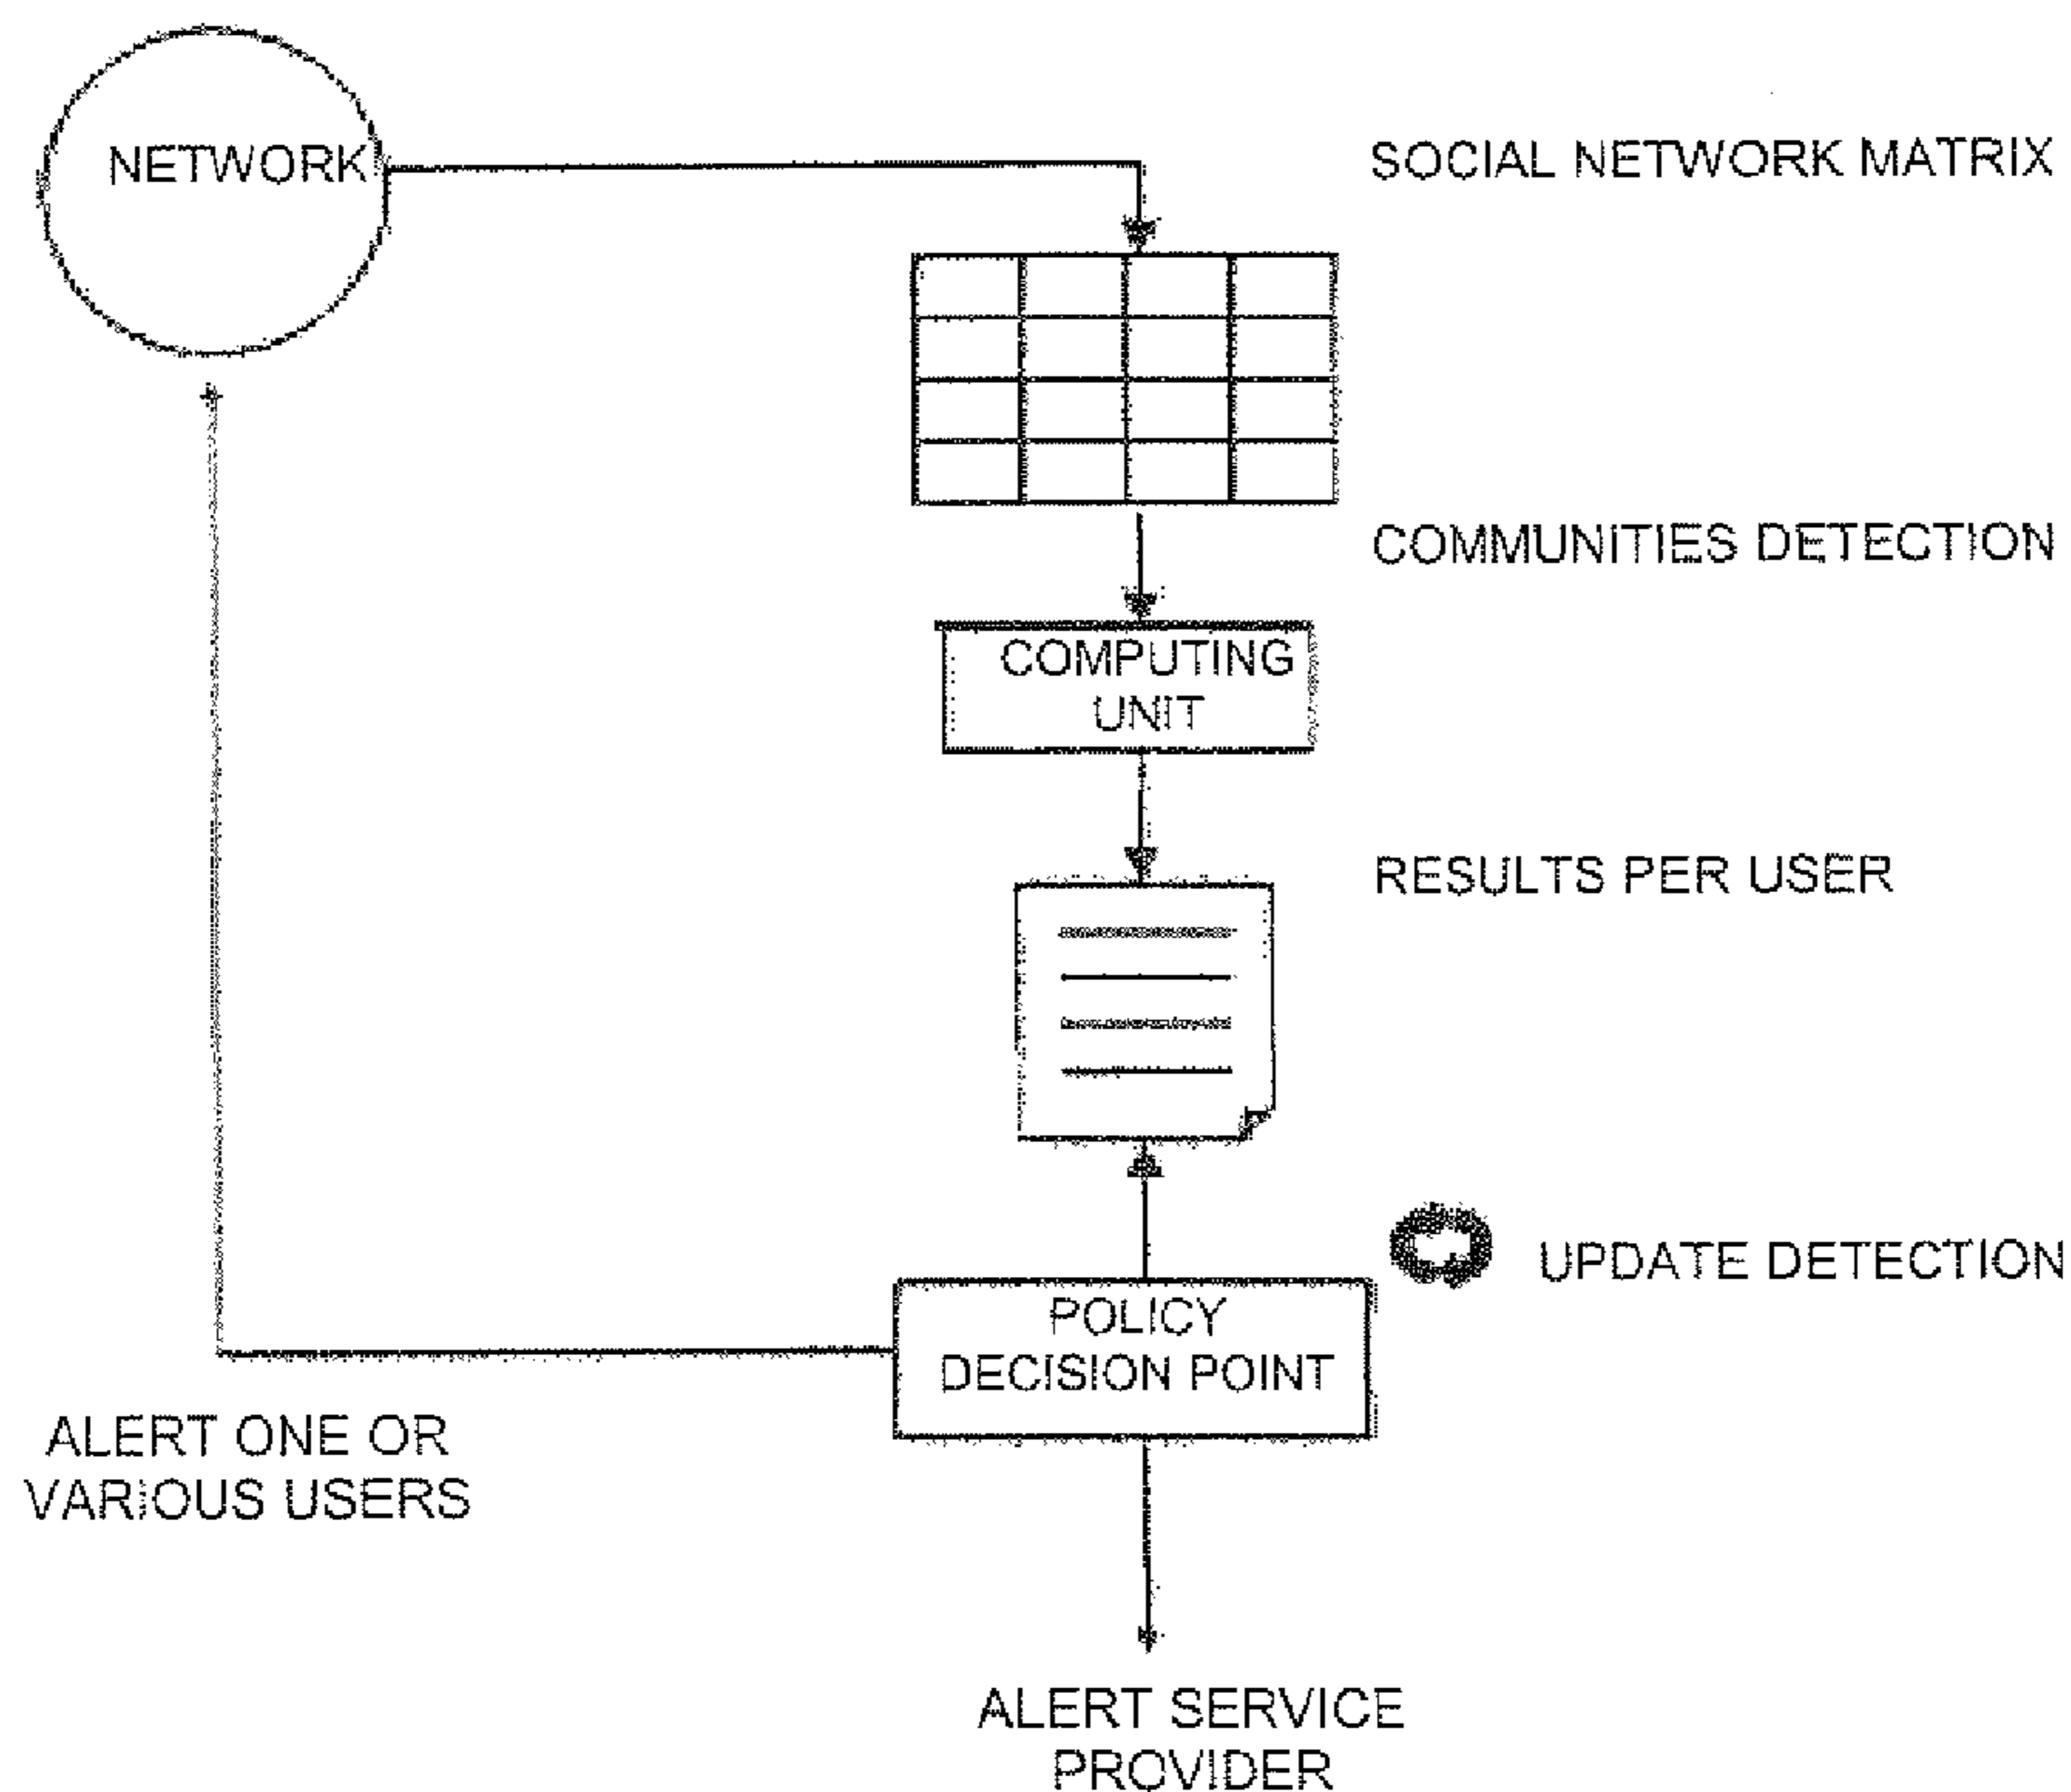 NETWORK
SOCIAL NETWORK MATRIX
COMMUNITIES DETECTION
COMPUTING
UNIT
RESULTS PER USER
UPDATE DETECTION
POLICY
DECISION POINT
ALERT ONE OR
VARIOUS USERS
ALERT SERVICE
PROVIDER